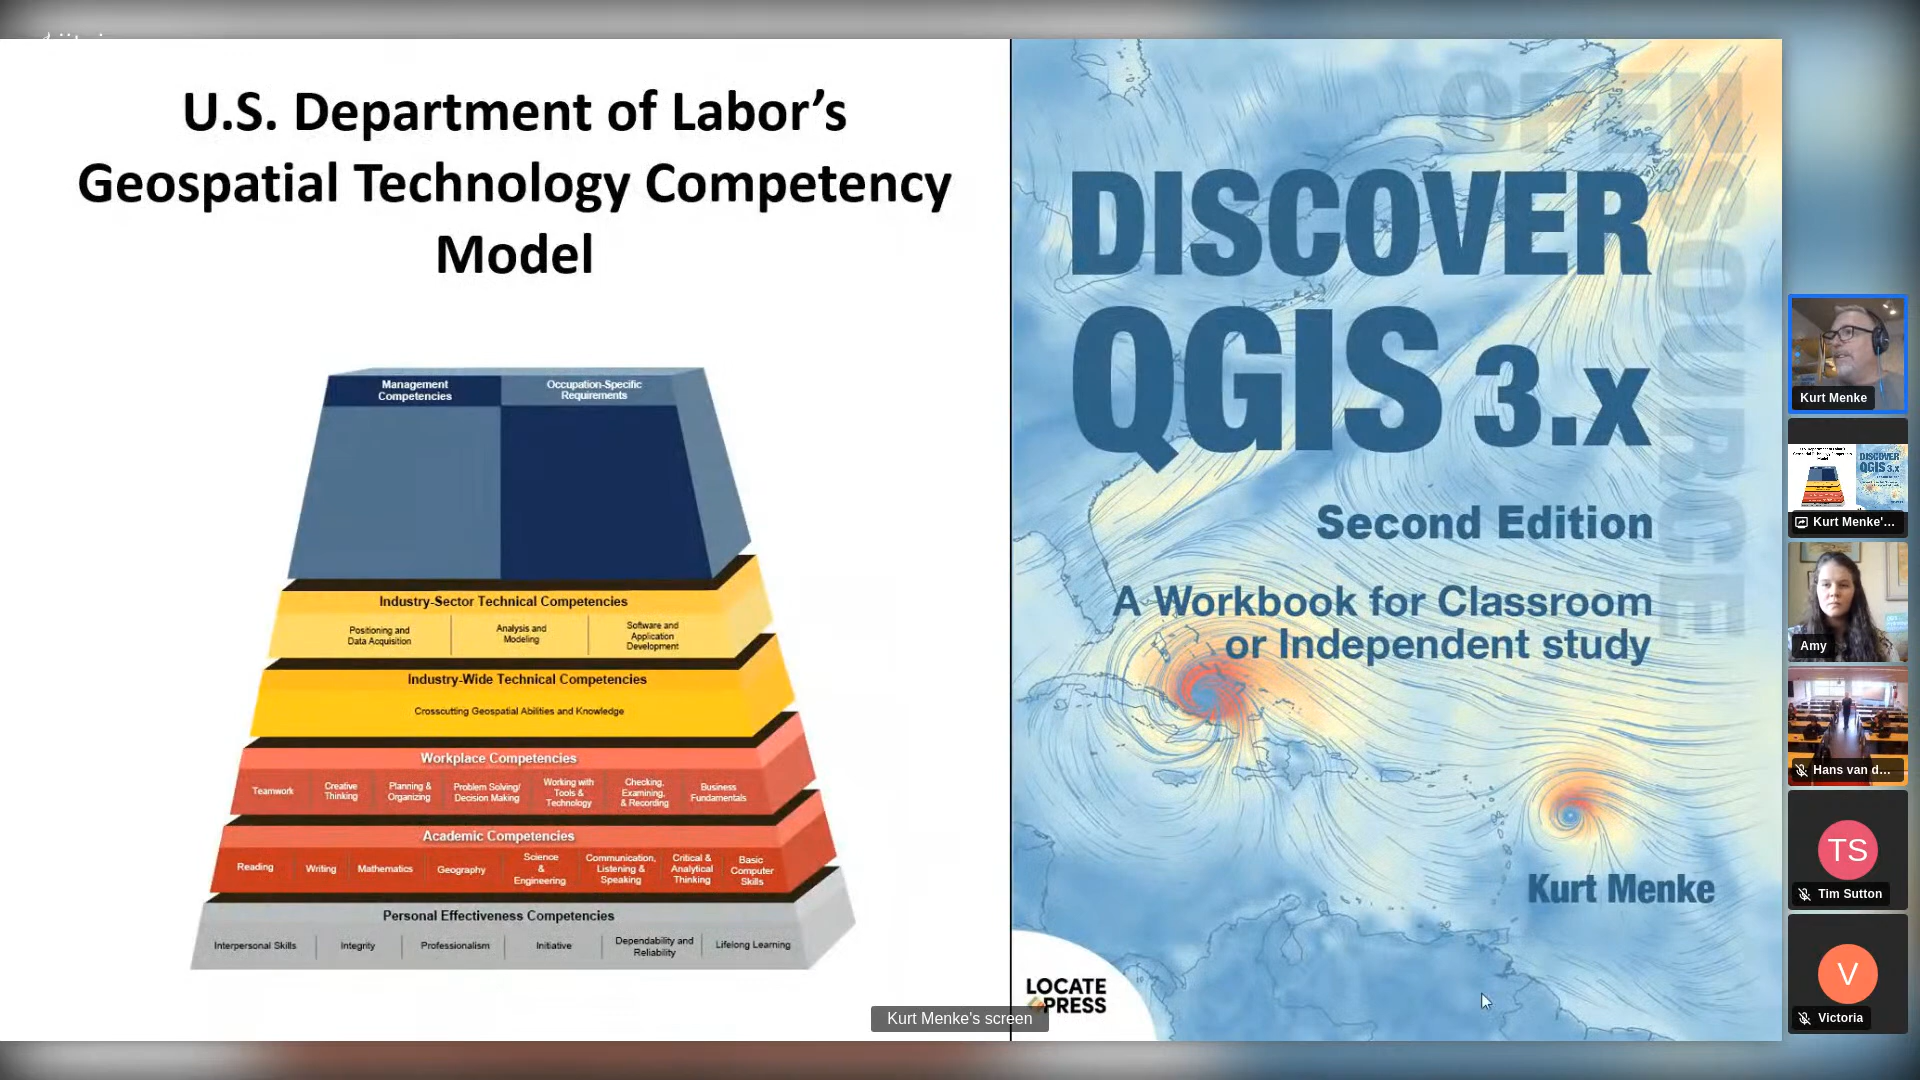 U.S. Department of Labor’s
Geospatial Technology Competency
Model
Management
Competencies
Occupation-Specific
Requirements
Industry-Sector Technical Competencies
Positioning and
Data Acquisition
Analysis and
Modeling
Software and
Application
Development
Industry-Wide Technical Competencies
Crosscutting Geospatial Abilities and Knowledge
Workplace Competencies
Teamwork
Creative
Thinking
Planning &
Organizing
Problem Solving/
Decision Making
Working with
Tools &
Technology
Checking,
Examining,
& Recording
Business
Fundamentals
Academic Competencies
Reading
Writing
Mathematics
Geography
Science
&
Engineering
Communication,
Listening &
Speaking
Critical &
Analytical
Thinking
Basic
Computer
Skills
Personal Effectiveness Competencies
Interpersonal Skills
Integrity
Professionalism
Initiative
Dependability and
Reliability
Lifelong Learning
DISCOVER
QGIS 3.x
Second Edition
A Workbook for Classroom
or Independent study
Kurt Menke
LOCATE
PRESS
Kurt Menke's screen
Kurt Menke
DISCOVER
QGIS 3.x
Kurt Menke'...
Amy
Hans van d...
TS
Tim Sutton
V
Victoria